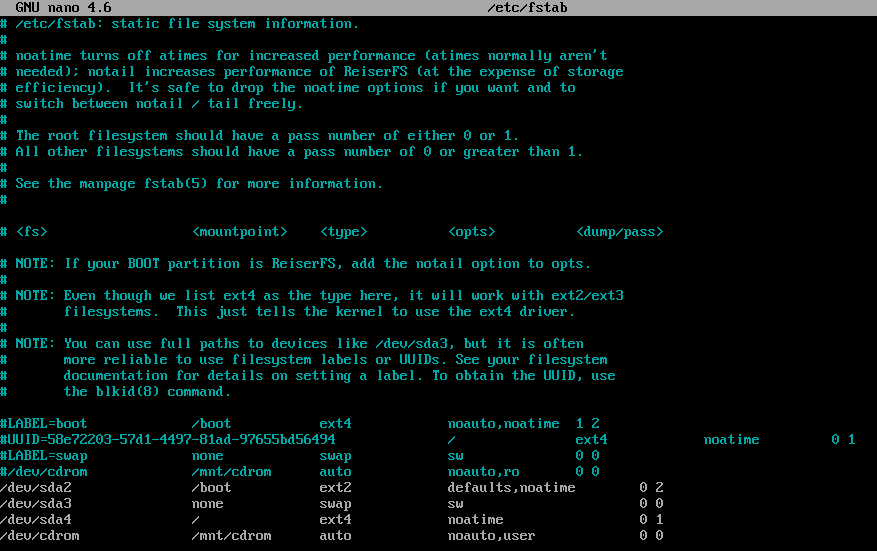 GNU nano 4.6 /etc/fstab
# /etc/fstab: static file system information.
#
# noatime turns off atimes for increased performance (atimes normally aren't
# needed); notail increases performance of ReiserFS (at the expense of storage
# efficiency).  It's safe to drop the noatime options if you want and to
# switch between notail / tail freely.
#
# The root filesystem should have a pass number of either 0 or 1.
# All other filesystems should have a pass number of 0 or greater than 1.
#
# See the manpage fstab(5) for more information.
#
# <fs>                  <mountpoint>    <type>          <opts>          <dump/pass>
# NOTE: If your BOOT partition is ReiserFS, add the notail option to opts.
#
# NOTE: Even though we list ext4 as the type here, it will work with ext2/ext3
#       filesystems.  This just tells the kernel to use the ext4 driver.
#
# NOTE: You can use full paths to devices like /dev/sda3, but it is often
#       more reliable to use filesystem labels or UUIDs. See your filesystem
#       documentation for details on setting a label. To obtain the UUID, use
#       the blkid(8) command.
#LABEL=boot             /boot           ext4            noauto,noatime  1 2
#UUID=58e72203-57d1-4497-81ad-97655bd56494              /               ext4            noatime         0 1
#LABEL=swap             none            swap            sw              0 0
#/dev/cdrom             /mnt/cdrom      auto            noauto,ro       0 0
/dev/sda2               /boot           ext2            defaults,noatime        0 2
/dev/sda3               none            swap            sw                      0 0
/dev/sda4               /               ext4            noatime                 0 1
/dev/cdrom              /mnt/cdrom      auto            noauto,user             0 0